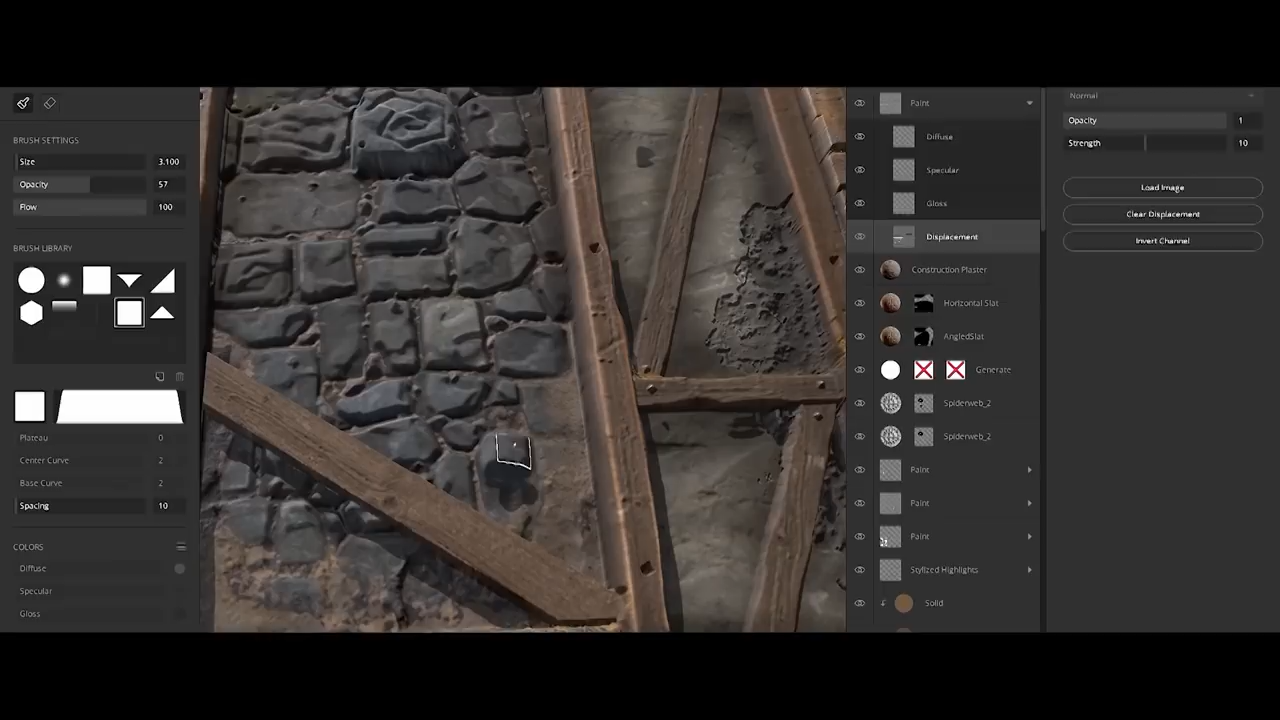 BRUSH SETTINGS
Size 3.100
Opacity 57
Flow 100
BRUSH LIBRARY
Plateau 0
Center Curve 2
Base Curve 2
Spacing 10
COLORS
Diffuse
Specular
Gloss
Paint
Diffuse
Specular
Gloss
Displacement
Construction Plaster
Horizontal Slat
AngledSlat
Generate
Spiderweb_2
Spiderweb_2
Paint
Paint
Paint
Stylized Highlights
Solid
Normal
Opacity 1
Strength 10
Load Image
Clear Displacement
Invert Channel